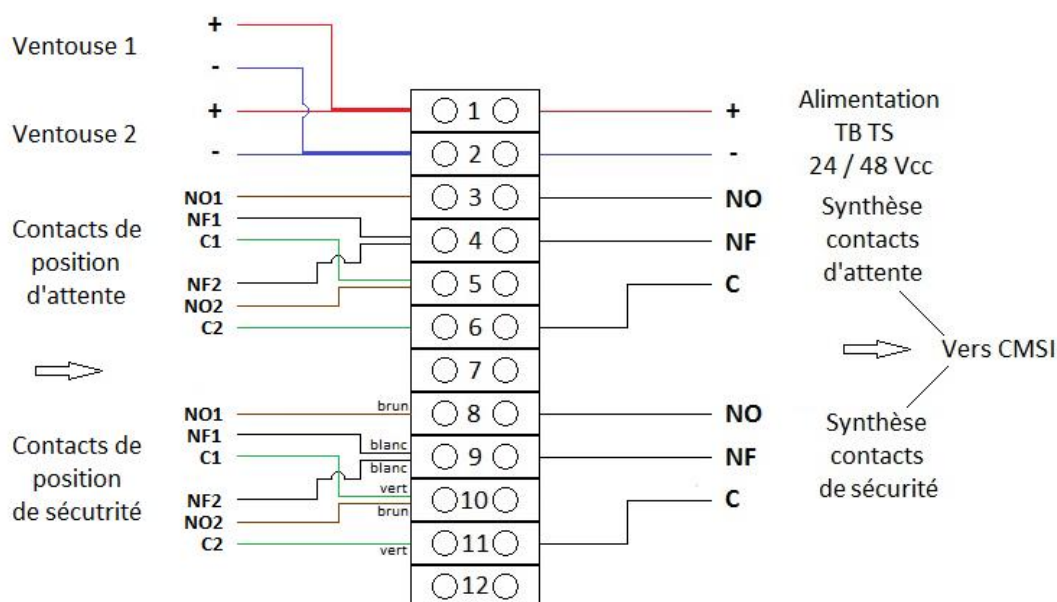 Ventouse 1
+
-
Ventouse 2
+
-
1
+
2
-
Alimentation
TB TS
24 / 48 Vcc
Contacts de
position
d'attente
NO1
NF1
C1
NF2
NO2
C2
3
4
5
6
7
NO
NF
C
Synthèse
contacts
d'attente
Vers CMSI
Contacts de
position
de sécutrité
NO1
NF1
C1
NF2
NO2
C2
brun
blanc
blanc
vert
brun
vert
8
9
10
11
12
NO
NF
C
Synthèse
contacts
de sécurité